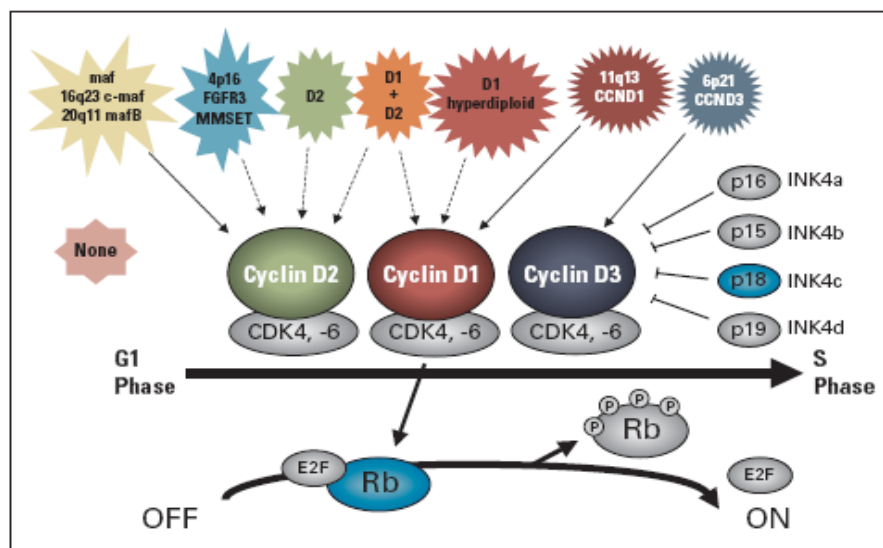 maf
16q23 c-maf
20q11 mafB
4p16
FGFR3
MMSET
D2
D1
+
D2
D1
hyperdiploid
11q13
CCND1
6p21
CCND3
p16 INK4a
p15 INK4b
p18 INK4c
p19 INK4d
None
Cyclin D2
Cyclin D1
Cyclin D3
CDK4, -6
CDK4, -6
CDK4, -6
G1
Phase
S
Phase
P
P
P
P
Rb
E2F
Rb
E2F
OFF
ON